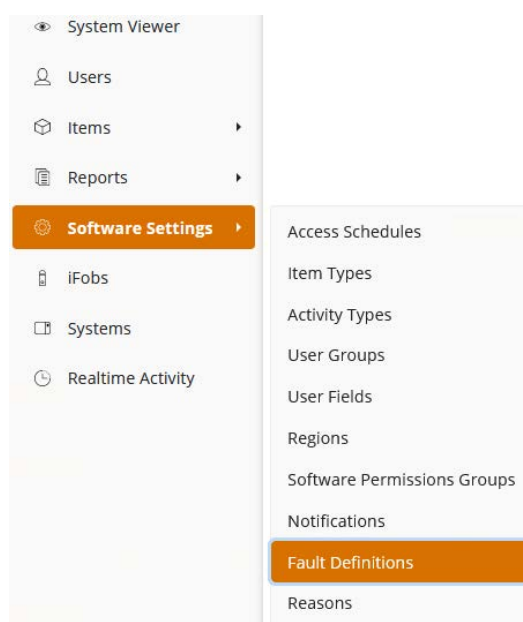 System Viewer
Users
Items
Reports
Software Settings
iFobs
Systems
Realtime Activity
Access Schedules
Item Types
Activity Types
User Groups
User Fields
Regions
Software Permissions Groups
Notifications
Fault Definitions
Reasons